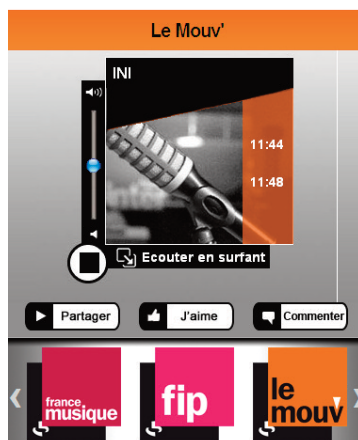 Le Mouv'
INI
11:44
11:48
Ecouter en surfant
Partager
J'aime
Commenter
france
musique
fip
le
mouv